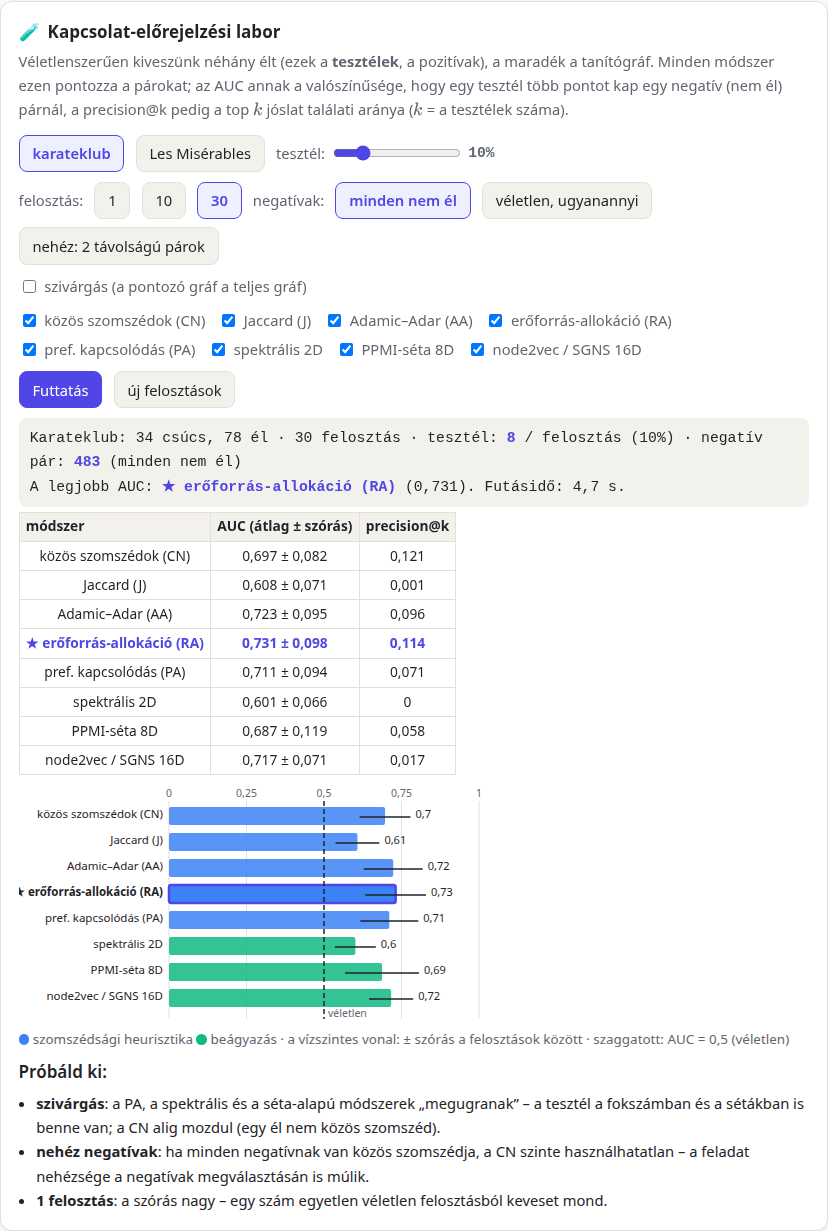 🧪 Kapcsolat-előrejelzési labor
Véletlenszerűen kiveszünk néhány élt (ezek a tesztélek, a pozitívak), a maradék a tanítógráf. Minden módszer
ezen pontozza a párokat; az AUC annak a valószínűsége, hogy egy tesztél több pontot kap egy negatív (nem él)
párnál, a precision@k pedig a top k jóslat találati aránya (k = a tesztélek száma).
karateklub Les Misérables tesztél: 10%
felosztás: 1 10 30 negatívak: minden nem él véletlen, ugyanannyi
nehéz: 2 távolságú párok
szivárgás (a pontozó gráf a teljes gráf)
közös szomszédok (CN) Jaccard (J) Adamic–Adar (AA) erőforrás-allokáció (RA)
pref. kapcsolódás (PA) spektrális 2D PPMI-séta 8D node2vec / SGNS 16D
Futtatás új felosztások
Karateklub: 34 csúcs, 78 él · 30 felosztás · tesztél: 8 / felosztás (10%) · negatív
pár: 483 (minden nem él)
A legjobb AUC: ★ erőforrás-allokáció (RA) (0,731). Futásidő: 4,7 s.
módszer AUC (átlag ± szórás) precision@k
közös szomszédok (CN) 0,697 ± 0,082 0,121
Jaccard (J) 0,608 ± 0,071 0,001
Adamic–Adar (AA) 0,723 ± 0,095 0,096
★ erőforrás-allokáció (RA) 0,731 ± 0,098 0,114
pref. kapcsolódás (PA) 0,711 ± 0,094 0,071
spektrális 2D 0,601 ± 0,066 0
PPMI-séta 8D 0,687 ± 0,119 0,058
node2vec / SGNS 16D 0,717 ± 0,071 0,017
0 0,25 0,5 0,75 1
közös szomszédok (CN) 0,7
Jaccard (J) 0,61
Adamic–Adar (AA) 0,72
★ erőforrás-allokáció (RA) 0,73
pref. kapcsolódás (PA) 0,71
spektrális 2D 0,6
PPMI-séta 8D 0,69
node2vec / SGNS 16D 0,72
véletlen
szomszédsági heurisztika beágyazás · a vízszintes vonal: ± szórás a felosztások között · szaggatott: AUC = 0,5 (véletlen)
Próbáld ki:
• szivárgás: a PA, a spektrális és a séta-alapú módszerek „megugranak” – a tesztél a fokszámban és a sétákban is
benne van; a CN alig mozdul (egy él nem közös szomszéd).
• nehéz negatívak: ha minden negatívnak van közös szomszédja, a CN szinte használhatatlan – a feladat
nehézsége a negatívak megválasztásán is múlik.
• 1 felosztás: a szórás nagy – egy szám egyetlen véletlen felosztásból keveset mond.